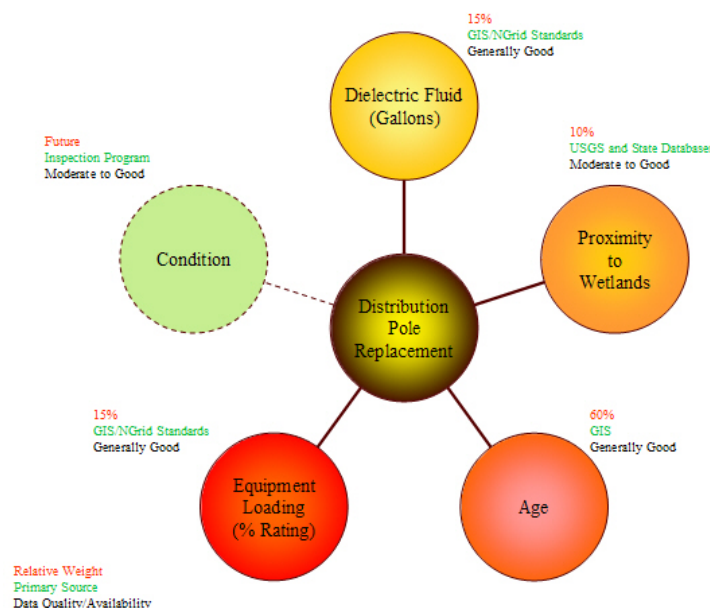 15%
GIS/NGrid Standards
Generally Good
Dielectric Fluid
(Gallons)
Future
Inspection Program
Moderate to Good
Condition
10%
USGS and State Databases
Moderate to Good
Proximity
to
Wetlands
Distribution
Pole
Replacement
15%
GIS/NGrid Standards
Generally Good
Equipment
Loading
(% Rating)
60%
GIS
Generally Good
Age
Relative Weight
Primary Source
Data Quality/Availability